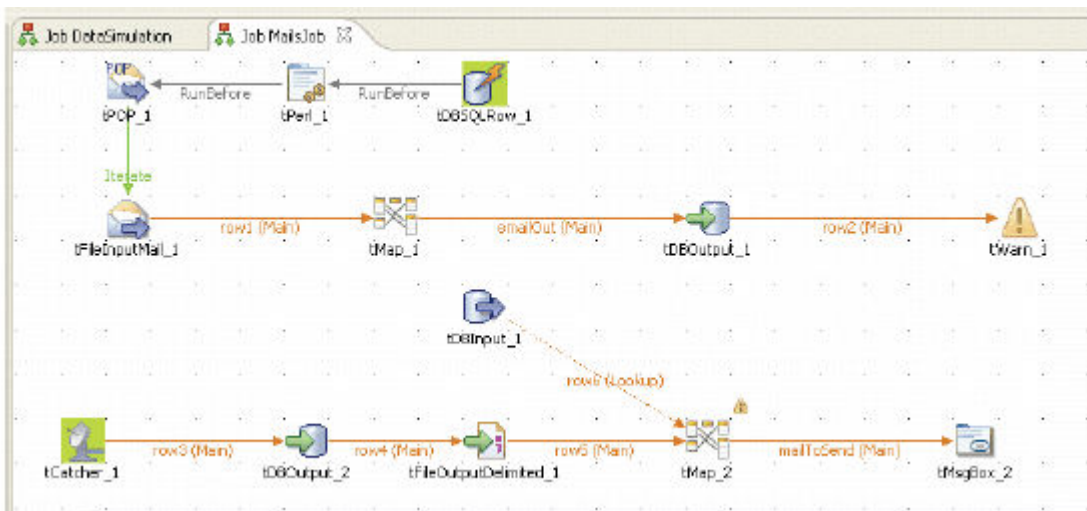 Job DataSimulation
Job MailsJob
POP
RunBefore
RunBefore
tPOP_1
tPerl_1
tDBSQLRow_1
Iterate
row1 (Main)
emailOut (Main)
row2 (Main)
tFileInputMail_1
tMap_1
tDBOutput_1
tWarn_1
tDBInput_1
row6 (Lookup)
row3 (Main)
row4 (Main)
row5 (Main)
mailToSend (Main)
tCatcher_1
tDBOutput_2
tFileOutputDelimited_1
tMap_2
tMsgBox_2